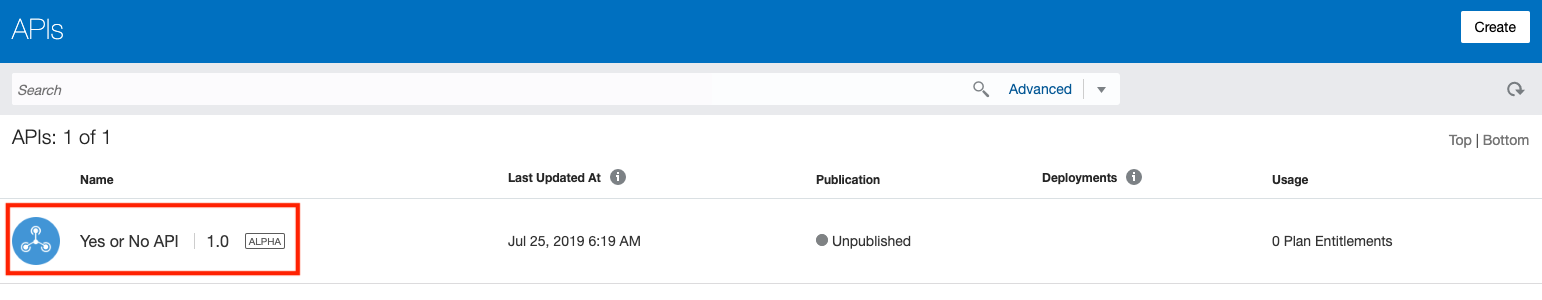 APIs
Create
Search
Advanced
APIs: 1 of 1
Top | Bottom
Name Last Updated At Publication Deployments Usage
Yes or No API | 1.0 ALPHA Jul 25, 2019 6:19 AM Unpublished 0 Plan Entitlements